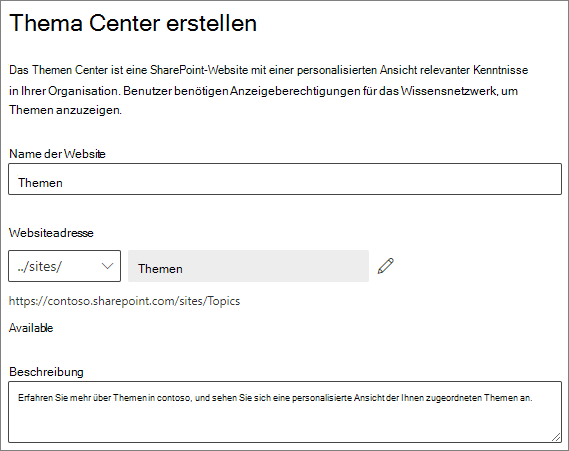 Thema Center erstellen
Das Themen Center ist eine SharePoint-Website mit einer personalisierten Ansicht relevanter Kenntnisse
in Ihrer Organisation. Benutzer benötigen Anzeigeberechtigungen für das Wissensnetzwerk, um
Themen anzuzeigen.
Name der Website
Themen
Websiteadresse
../sites/ Themen
https://contoso.sharepoint.com/sites/Topics
Available
Beschreibung
Erfahren Sie mehr über Themen in contoso, und sehen Sie sich eine personalisierte Ansicht der Ihnen zugeordneten Themen an.